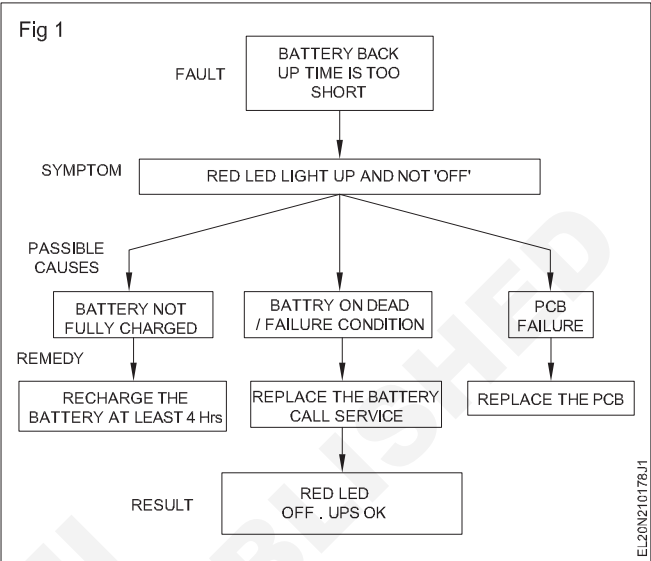 Fig 1
FAULT
BATTERY BACK
UP TIME IS TOO
SHORT
SYMPTOM
RED LED LIGHT UP AND NOT 'OFF'
PASSIBLE
CAUSES
BATTERY NOT
FULLY CHARGED
BATTRY ON DEAD
/ FAILURE CONDITION
PCB
FAILURE
REMEDY
RECHARGE THE
BATTERY AT LEAST 4 Hrs
REPLACE THE BATTERY
CALL SERVICE
REPLACE THE PCB
RESULT
RED LED
OFF . UPS OK
EL20N210178J1